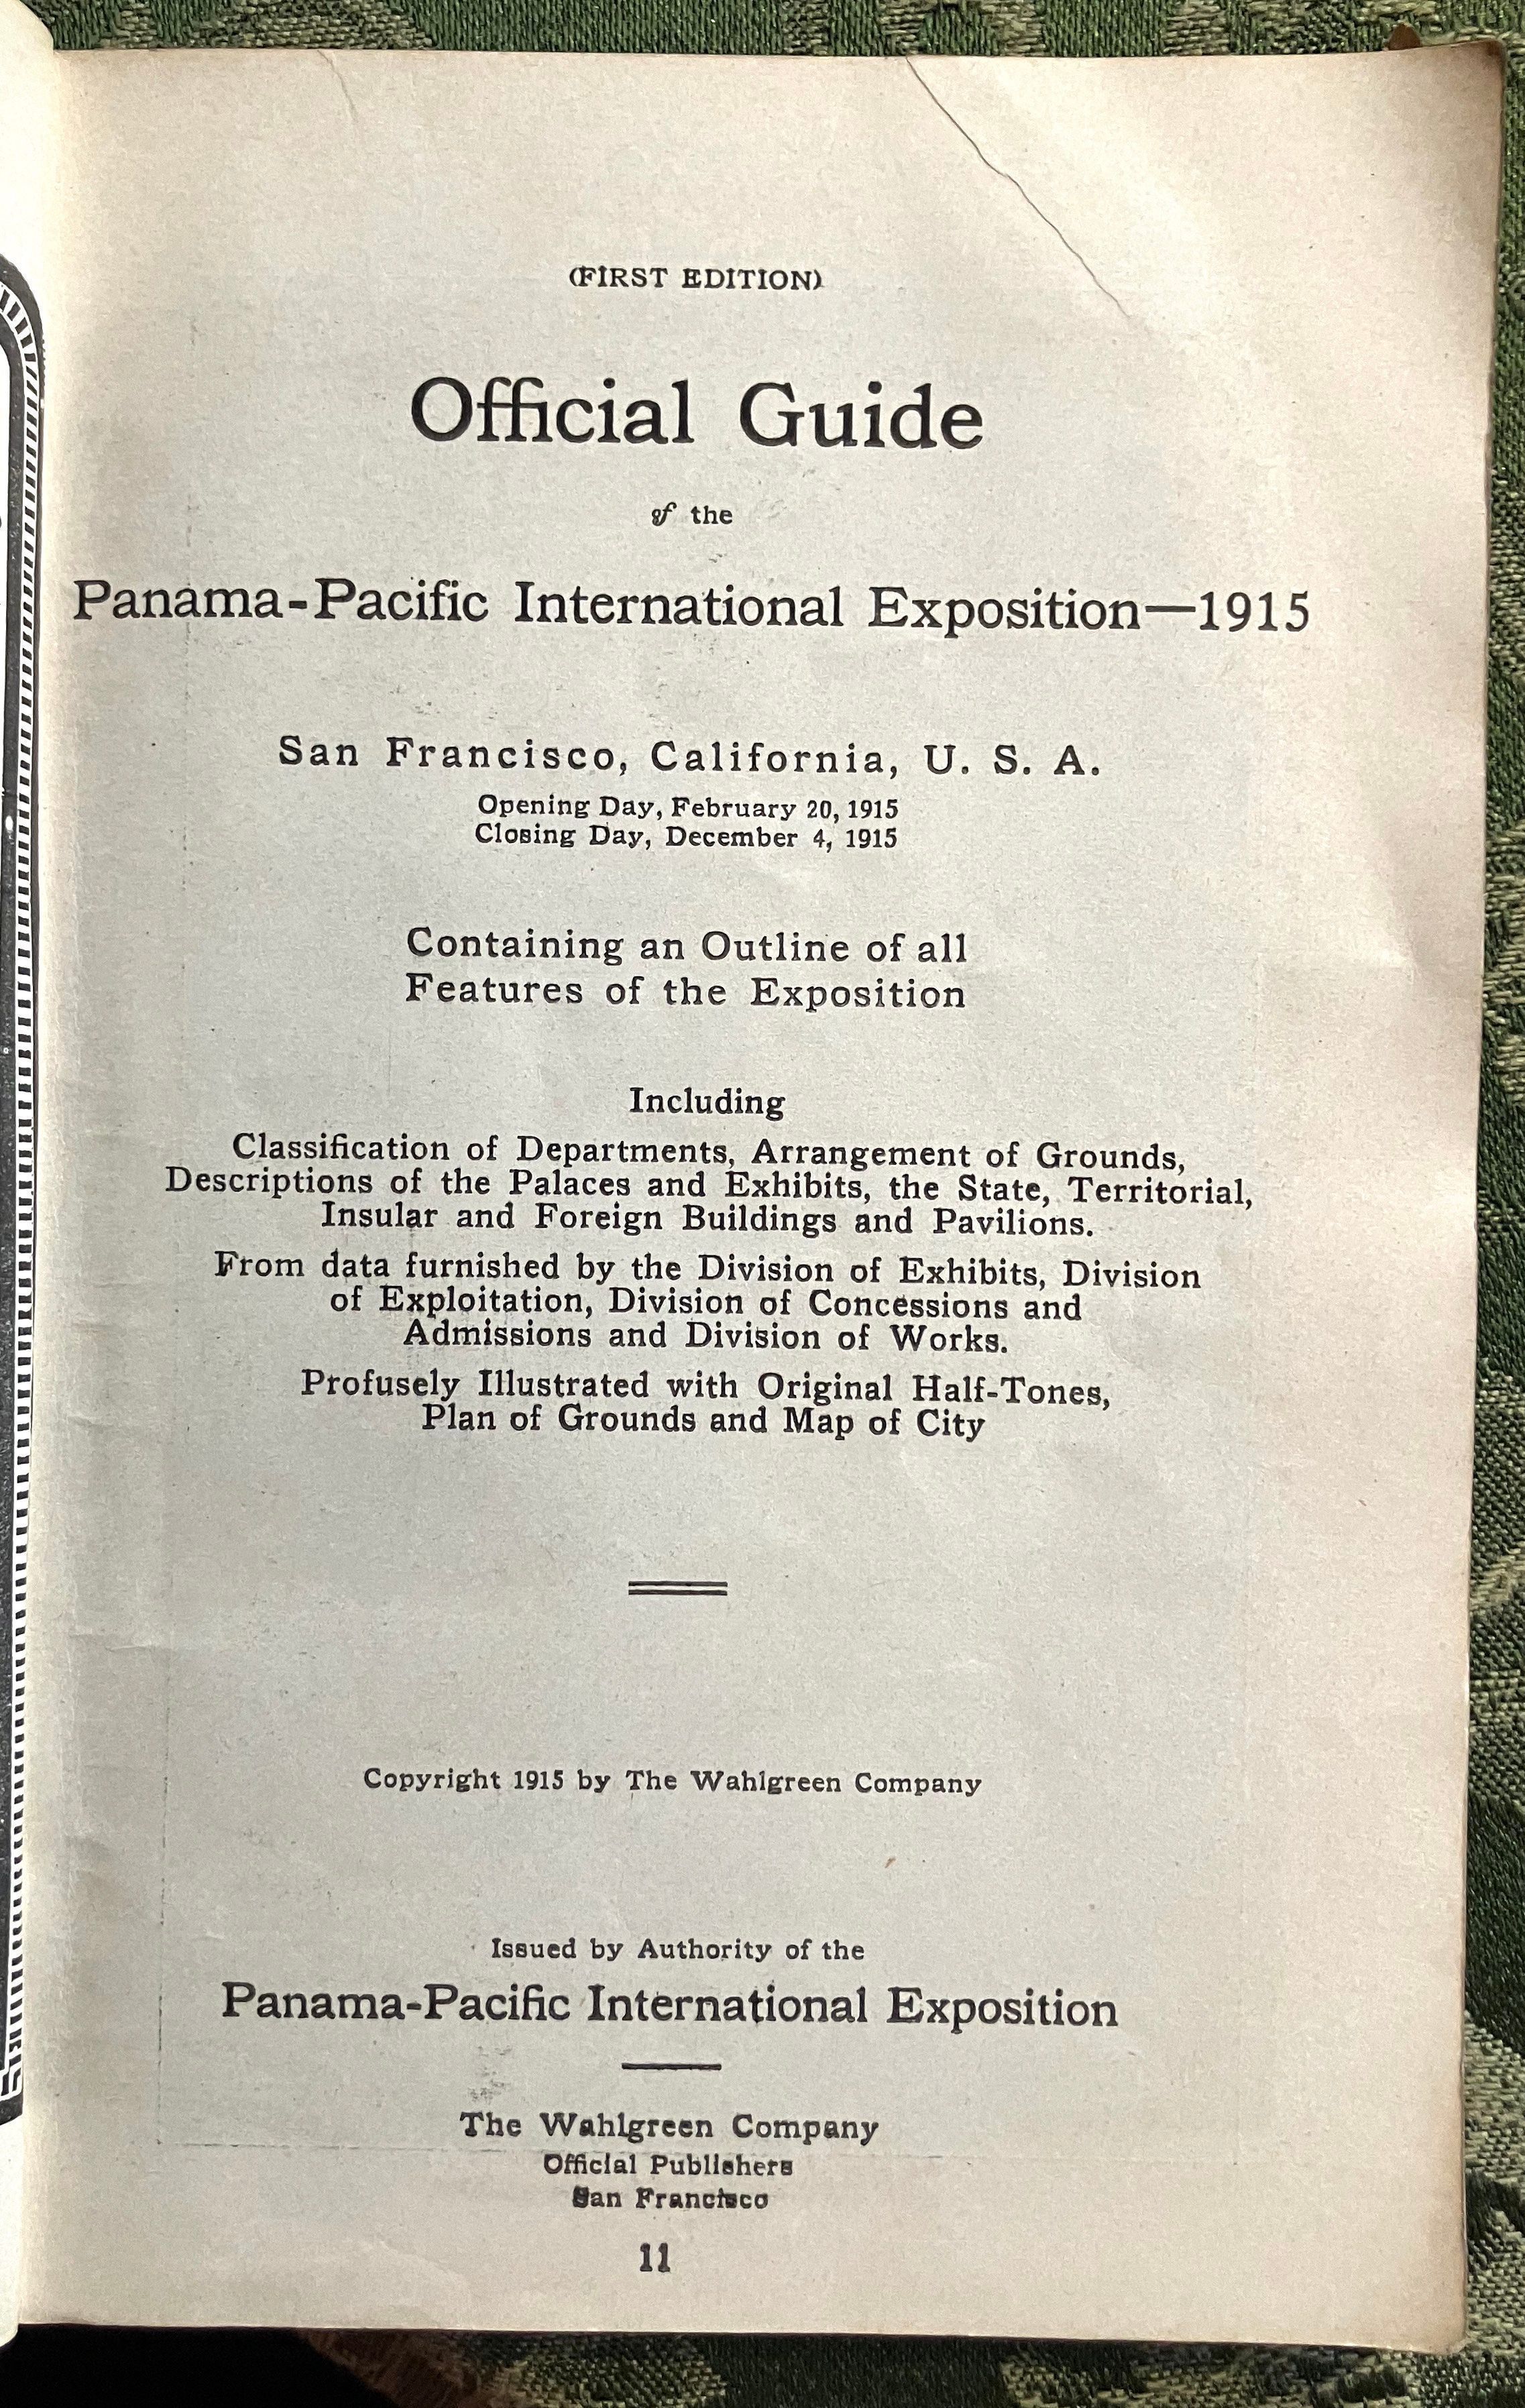 (FIRST EDITION)
Official Guide
of the
Panama-Pacific International Exposition—1915
San Francisco, California, U. S. A.
Opening Day, February 20, 1915
Closing Day, December 4, 1915
Containing an Outline of all
Features of the Exposition
Including
Classification of Departments, Arrangement of Grounds,
Descriptions of the Palaces and Exhibits, the State, Territorial,
Insular and Foreign Buildings and Pavilions.
From data furnished by the Division of Exhibits, Division
of Exploitation, Division of Concessions and
Admissions and Division of Works.
Profusely Illustrated with Original Half-Tones,
Plan of Grounds and Map of City
Copyright 1915 by The Wahlgreen Company
Issued by Authority of the
Panama-Pacific International Exposition
The Wahlgreen Company
Official Publishers
San Francisco
11